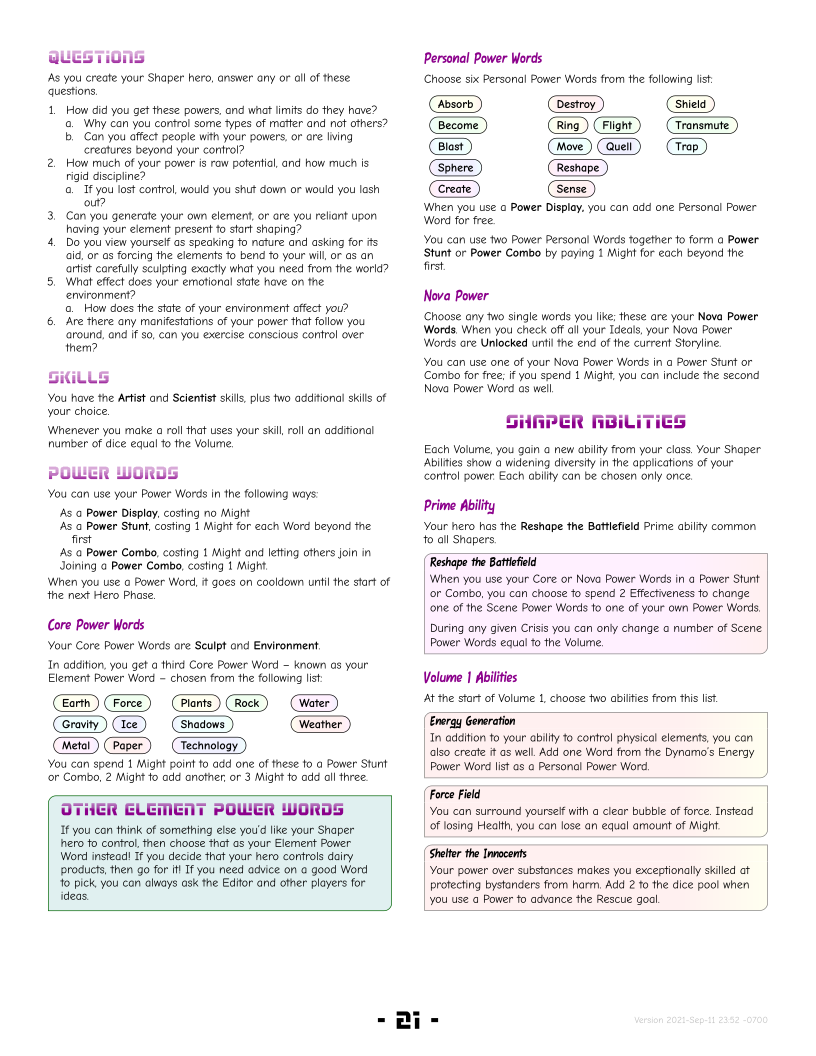 QUESTIONS
As you create your Shaper hero, answer any or all of these
questions.
1. How did you get these powers, and what limits do they have?
a. Why can you control some types of matter and not others?
b. Can you affect people with your powers, or are living
creatures beyond your control?
2. How much of your power is raw potential, and how much is
rigid discipline?
a. If you lost control, would you shut down or would you lash
out?
3. Can you generate your own element, or are you reliant upon
having your element present to start shaping?
4. Do you view yourself as speaking to nature and asking for its
aid, or as forcing the elements to bend to your will, or as an
artist carefully sculpting exactly what you need from the world?
5. What effect does your emotional state have on the
environment?
a. How does the state of your environment affect you?
6. Are there any manifestations of your power that follow you
around, and if so, can you exercise conscious control over
them?
SKILLS
You have the Artist and Scientist skills, plus two additional skills of
your choice.
Whenever you make a roll that uses your skill, roll an additional
number of dice equal to the Volume.
POWER WORDS
You can use your Power Words in the following ways:
As a Power Display, costing no Might
As a Power Stunt, costing 1 Might for each Word beyond the
first
As a Power Combo, costing 1 Might and letting others join in
Joining a Power Combo, costing 1 Might.
When you use a Power Word, it goes on cooldown until the start of
the next Hero Phase.
Core Power Words
Your Core Power Words are Sculpt and Environment.
In addition, you get a third Core Power Word – known as your
Element Power Word – chosen from the following list:
Earth Force Plants Rock Water
Gravity Ice Shadows Weather
Metal Paper Technology
You can spend 1 Might point to add one of these to a Power Stunt
or Combo, 2 Might to add another, or 3 Might to add all three.
OTHER ELEMENT POWER WORDS
If you can think of something else you'd like your Shaper
hero to control, then choose that as your Element Power
Word instead! If you decide that your hero controls dairy
products, then go for it! If you need advice on a good Word
to pick, you can always ask the Editor and other players for
ideas.
Personal Power Words
Choose six Personal Power Words from the following list:
Absorb Destroy Shield
Become Ring Flight Transmute
Blast Move Quell Trap
Sphere Reshape
Create Sense
When you use a Power Display, you can add one Personal Power
Word for free.
You can use two Power Personal Words together to form a Power
Stunt or Power Combo by paying 1 Might for each beyond the
first.
Nova Power
Choose any two single words you like; these are your Nova Power
Words. When you check off all your Ideals, your Nova Power
Words are Unlocked until the end of the current Storyline.
You can use one of your Nova Power Words in a Power Stunt or
Combo for free; if you spend 1 Might, you can include the second
Nova Power Word as well.
SHAPER ABILITIES
Each Volume, you gain a new ability from your class. Your Shaper
Abilities show a widening diversity in the applications of your
control power. Each ability can be chosen only once.
Prime Ability
Your hero has the Reshape the Battlefield Prime ability common
to all Shapers.
Reshape the Battlefield
When you use your Core or Nova Power Words in a Power Stunt
or Combo, you can choose to spend 2 Effectiveness to change
one of the Scene Power Words to one of your own Power Words.
During any given Crisis you can only change a number of Scene
Power Words equal to the Volume.
Volume 1 Abilities
At the start of Volume 1, choose two abilities from this list.
Energy Generation
In addition to your ability to control physical elements, you can
also create it as well. Add one Word from the Dynamo's Energy
Power Word list as a Personal Power Word.
Force Field
You can surround yourself with a clear bubble of force. Instead
of losing Health, you can lose an equal amount of Might.
Shelter the Innocents
Your power over substances makes you exceptionally skilled at
protecting bystanders from harm. Add 2 to the dice pool when
you use a Power to advance the Rescue goal.
- 21 -
Version 2021-Sep-11 23:52 -0700